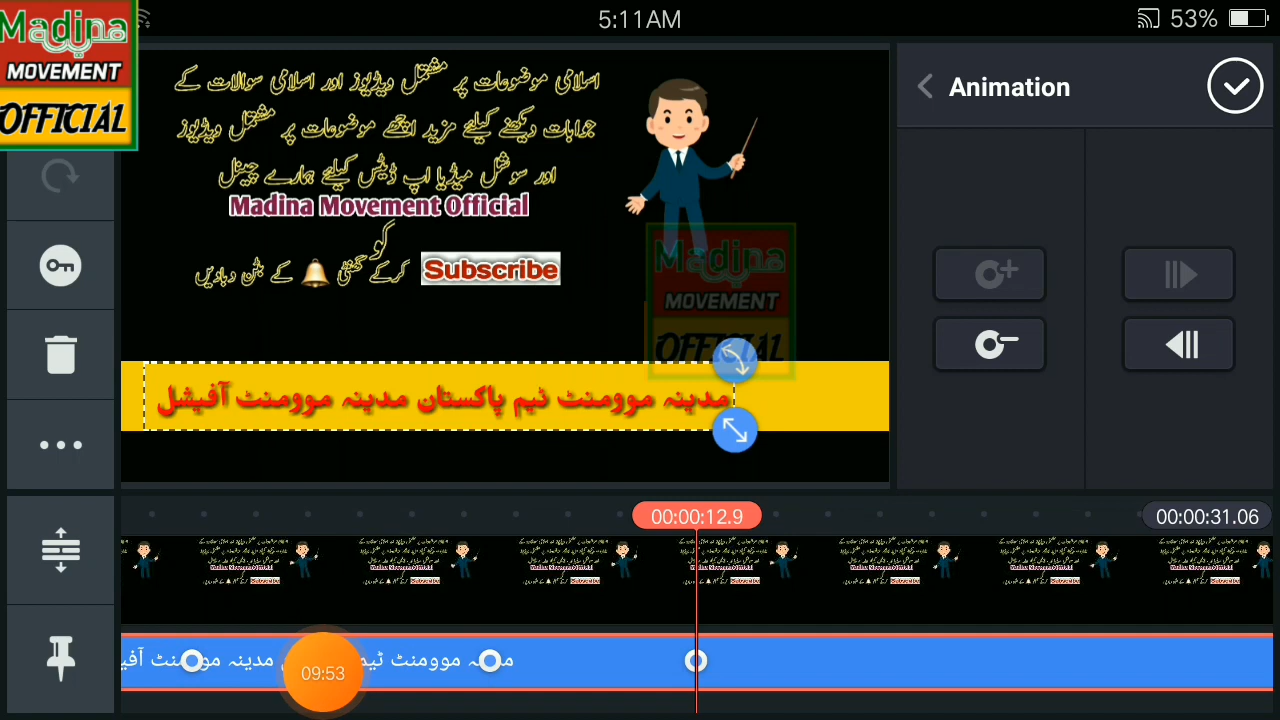 Madina
MOVEMENT
OFFICIAL
5:11AM
53%
Animation
اسلامی موضوعات پر مشتمل ویڈیوز اور اسلامی سوالات کے
جوابات دیکھنے کیلئے مزید اچھے موضوعات پر مشتمل ویڈیوز
اور سوشل میڈیا اپ ڈیٹس کیلئے ہمارے چینل
Madina Movement Official
کو
Subscribe کرکے گھنٹی 🔔 کے بٹن دبادیں
Madina
MOVEMENT
OFFICIAL
مدینہ موومنٹ ٹیم پاکستان مدینہ موومنٹ آفیشل
00:00:12.9
00:00:31.06
09:53